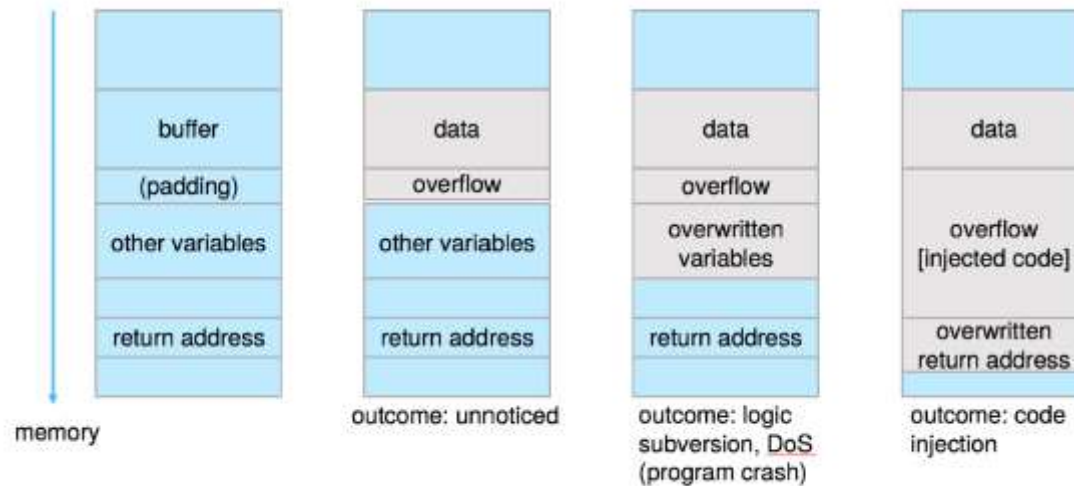 buffer
(padding)
other variables
return address
memory
data
overflow
other variables
return address
outcome: unnoticed
data
overflow
overwritten
variables
return address
outcome: logic
subversion, DoS
(program crash)
data
overflow
[injected code]
overwritten
return address
outcome: code
injection